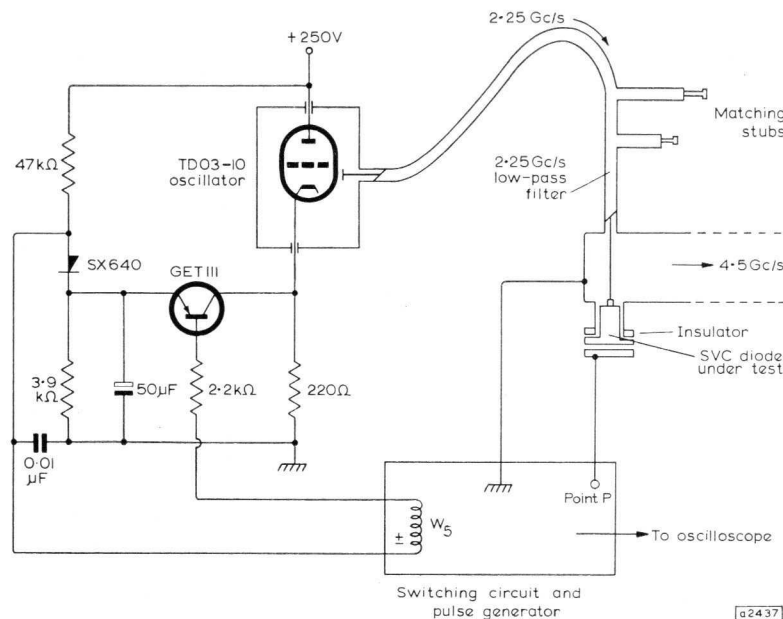 2·25 Gc/s
+250V
47kΩ
TD03-10
oscillator
Matching
stubs
2·25Gc/s
low-pass
filter
SX640
GET111
4·5Gc/s
Insulator
SVC diode
under test
3·9
kΩ
50μF
2·2kΩ
220Ω
0·01
μF
Point P
W5
±
To oscilloscope
Switching circuit and
pulse generator
a2437